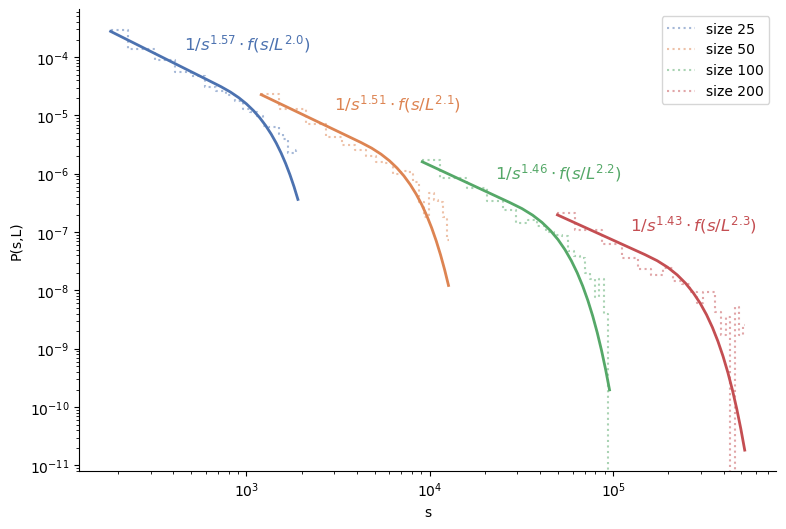 size 25
size 50
size 100
size 200
1/s^1.57 · f(s/L^2.0)
1/s^1.51 · f(s/L^2.1)
1/s^1.46 · f(s/L^2.2)
1/s^1.43 · f(s/L^2.3)
P(s,L)
10^−4
10^−5
10^−6
10^−7
10^−8
10^−9
10^−10
10^−11
10^3
10^4
10^5
s